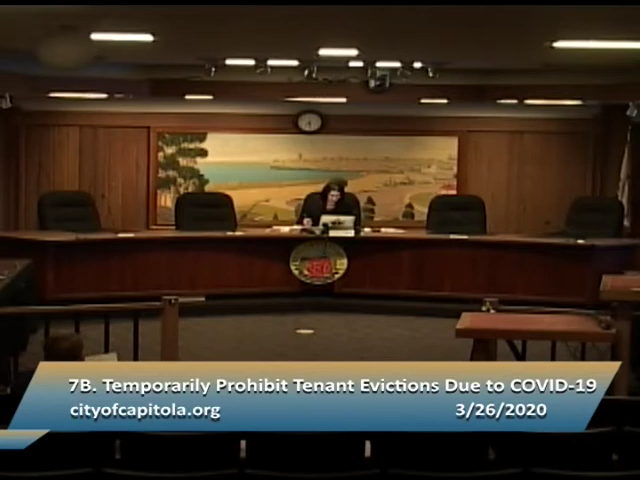 7B. Temporarily Prohibit Tenant Evictions Due to COVID-19
cityofcapitola.org 3/26/2020